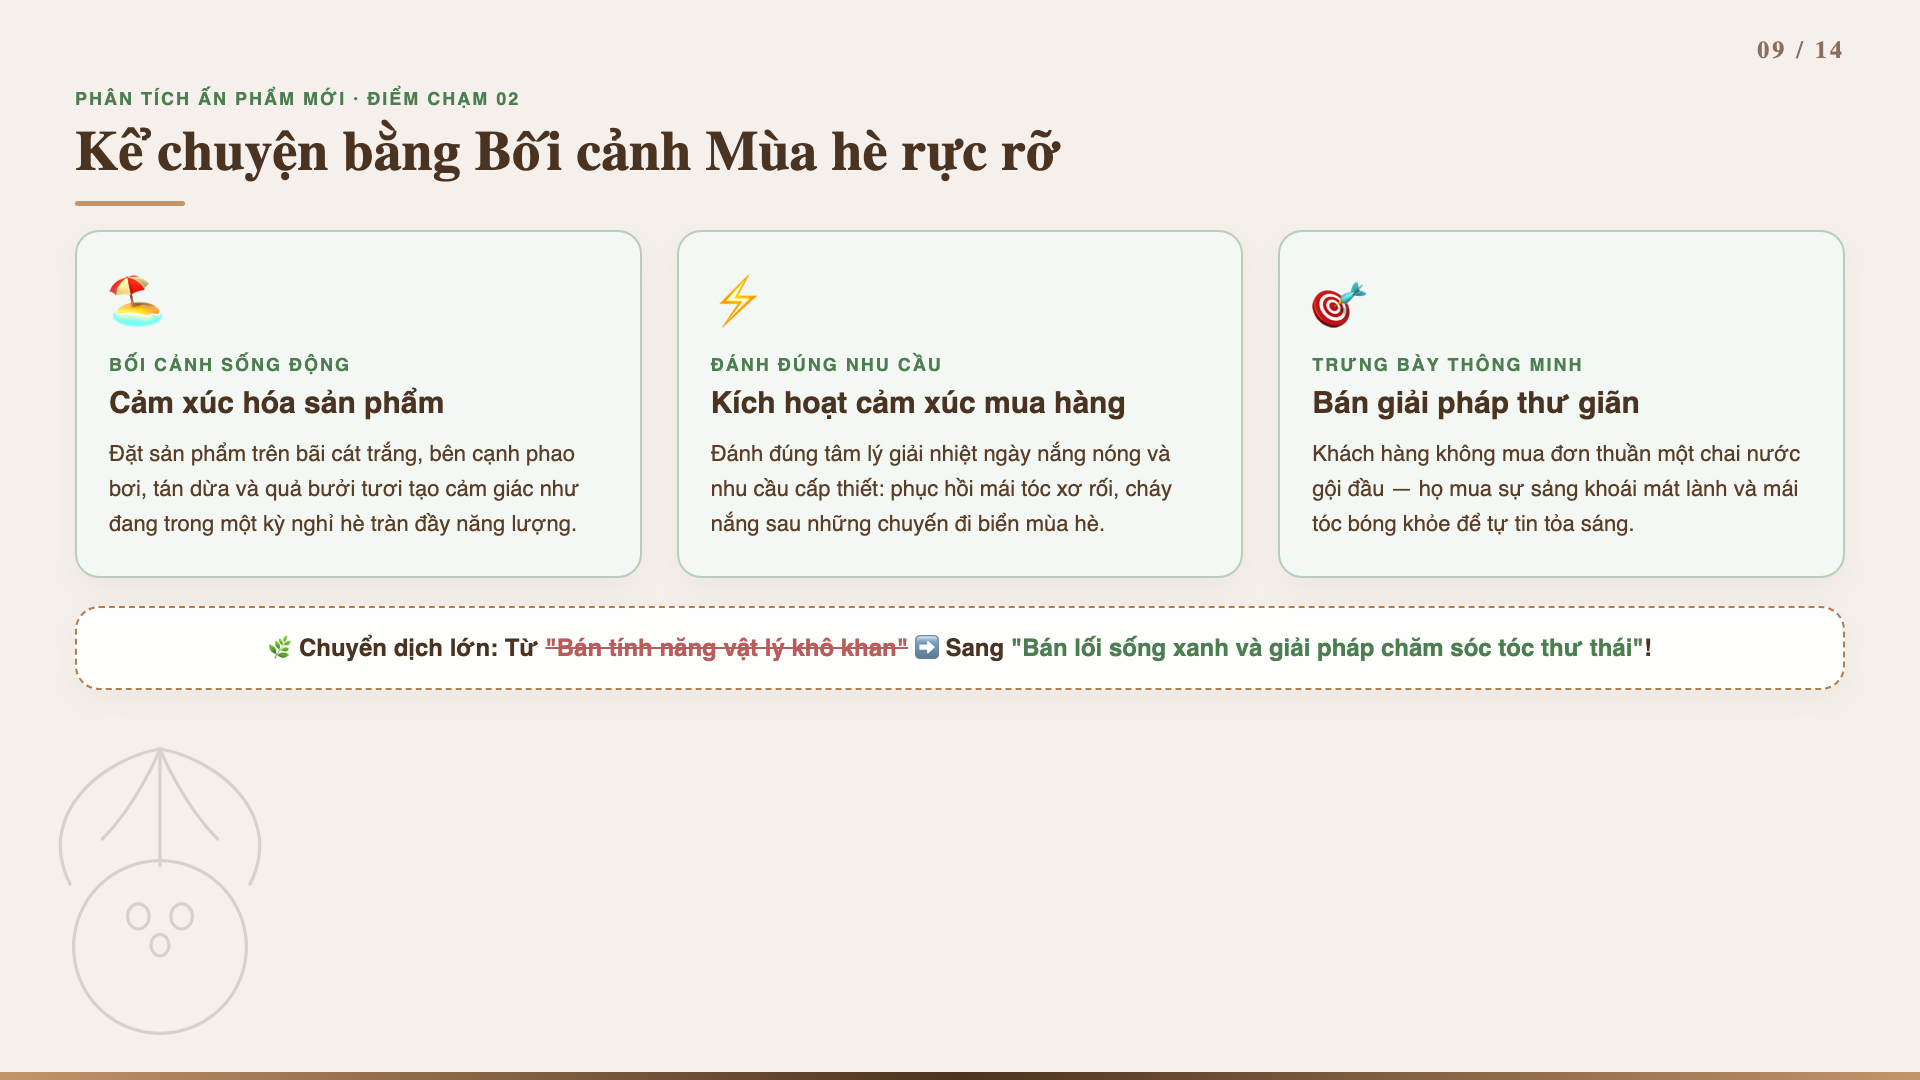 09 / 14
PHÂN TÍCH ẤN PHẨM MỚI · ĐIỂM CHẠM 02
Kể chuyện bằng Bối cảnh Mùa hè rực rỡ
BỐI CẢNH SỐNG ĐỘNG
Cảm xúc hóa sản phẩm
Đặt sản phẩm trên bãi cát trắng, bên cạnh phao
bơi, tán dừa và quả bưởi tươi tạo cảm giác như
đang trong một kỳ nghỉ hè tràn đầy năng lượng.
ĐÁNH ĐÚNG NHU CẦU
Kích hoạt cảm xúc mua hàng
Đánh đúng tâm lý giải nhiệt ngày nắng nóng và
nhu cầu cấp thiết: phục hồi mái tóc xơ rối, cháy
nắng sau những chuyến đi biển mùa hè.
TRƯNG BÀY THÔNG MINH
Bán giải pháp thư giãn
Khách hàng không mua đơn thuần một chai nước
gội đầu — họ mua sự sảng khoái mát lành và mái
tóc bóng khỏe để tự tin tỏa sáng.
🌿 Chuyển dịch lớn: Từ "Bán tính năng vật lý khô khan" ➡️ Sang "Bán lối sống xanh và giải pháp chăm sóc tóc thư thái"!